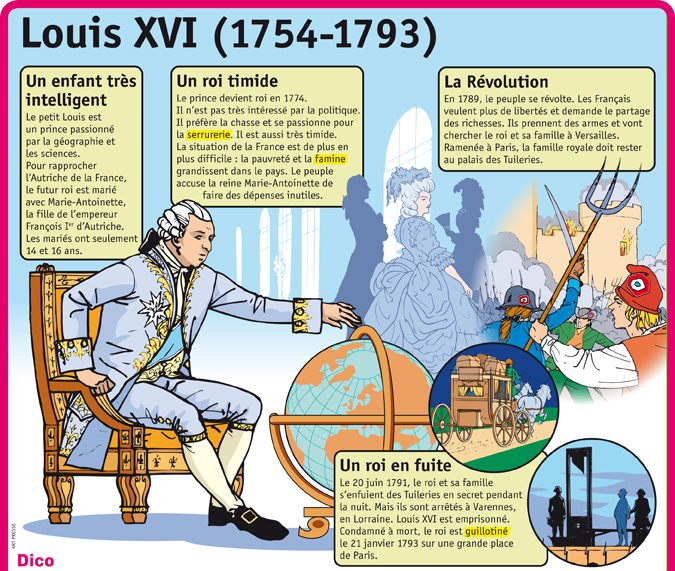 Louis XVI (1754-1793)
Un enfant très
intelligent
Le petit Louis est
un prince passionné
par la géographie et
les sciences.
Pour rapprocher
l'Autriche de la France,
le futur roi est marié
avec Marie-Antoinette,
la fille de l'empereur
François Ier d'Autriche.
Les mariés ont seulement
14 et 16 ans.
Un roi timide
Le prince devient roi en 1774.
Il n'est pas très intéressé par la politique.
Il préfère la chasse et se passionne pour
la serrurerie. Il est aussi très timide.
La situation de la France est de plus en
plus difficile : la pauvreté et la famine
grandissent dans le pays. Le peuple
accuse la reine Marie-Antoinette de
faire des dépenses inutiles.
La Révolution
En 1789, le peuple se révolte. Les Français
veulent plus de libertés et demande le partage
des richesses. Ils prennent des armes et vont
chercher le roi et sa famille à Versailles.
Ramenée à Paris, la famille royale doit rester
au palais des Tuileries.
Un roi en fuite
Le 20 juin 1791, le roi et sa famille
s'enfuient des Tuileries en secret pendant
la nuit. Mais ils sont arrêtés à Varennes,
en Lorraine. Louis XVI est emprisonné.
Condamné à mort, le roi est guillotiné
le 21 janvier 1793 sur une grande place
de Paris.
ART PRESSE
Dico